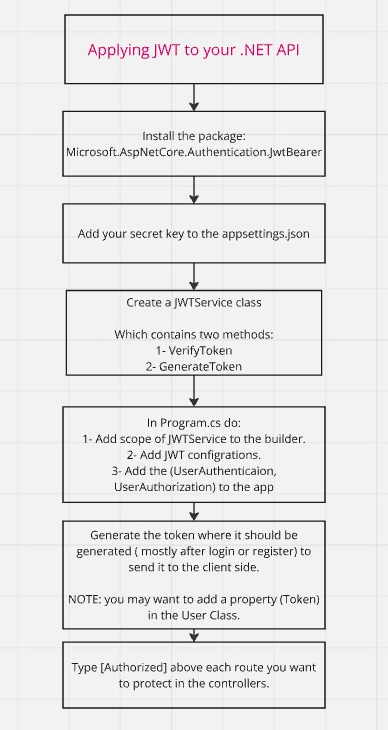 Applying JWT to your .NET API
Install the package:
Microsoft.AspNetCore.Authentication.JwtBearer
Add your secret key to the appsettings.json
Create a JWTService class
Which contains two methods:
1- VerifyToken
2- GenerateToken
In Program.cs do:
1- Add scope of JWTService to the builder.
2- Add JWT configrations.
3- Add the (UserAuthenticaion,
UserAuthorization) to the app
Generate the token where it should be
generated ( mostly after login or register) to
send it to the client side.
NOTE: you may want to add a property (Token)
in the User Class.
Type [Authorized] above each route you want
to protect in the controllers.